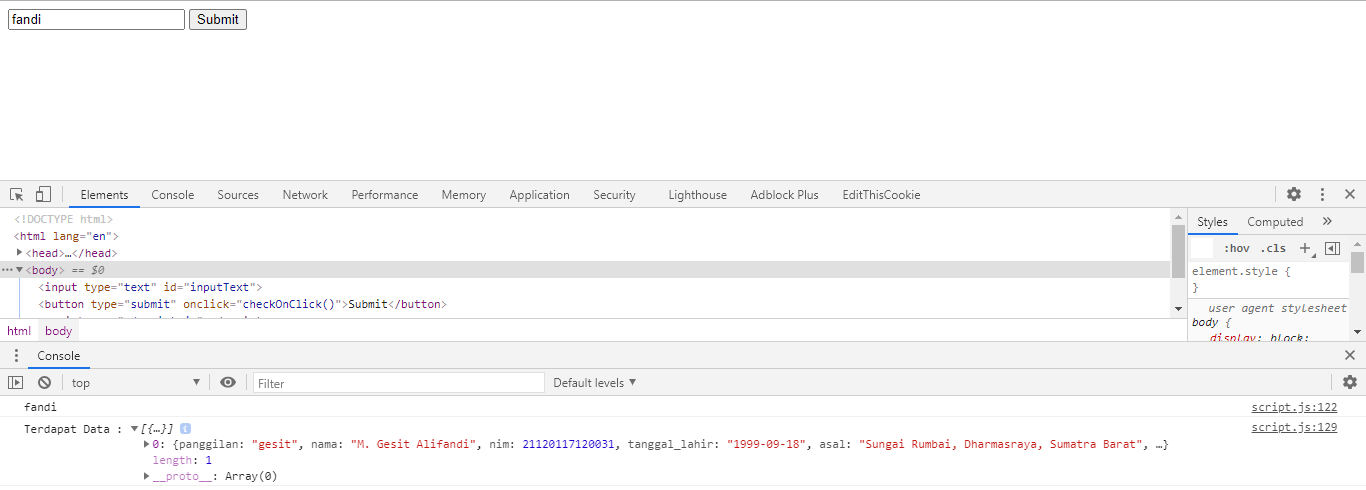 fandi Submit
Elements Console Sources Network Performance Memory Application Security Lighthouse Adblock Plus EditThisCookie
<!DOCTYPE html>
<html lang="en">
<head>…</head>
<body> == $0
<input type="text" id="inputText">
<button type="submit" onclick="checkOnClick()">Submit</button>
html body
Styles Computed »
:hov .cls +
element.style {
}
user agent stylesheet
body {
display: block;
Console
top Filter Default levels
fandi script.js:122
Terdapat Data : [{…}] i script.js:129
0: {panggilan: "gesit", nama: "M. Gesit Alifandi", nim: 21120117120031, tanggal_lahir: "1999-09-18", asal: "Sungai Rumbai, Dharmasraya, Sumatra Barat", …}
length: 1
__proto__: Array(0)